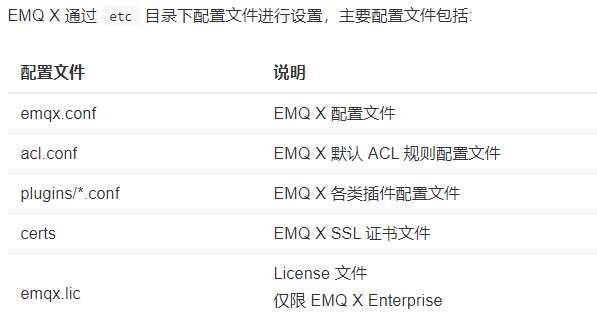 EMQ X 通过 etc 目录下配置文件进行设置，主要配置文件包括:
配置文件 说明
emqx.conf EMQ X 配置文件
acl.conf EMQ X 默认 ACL 规则配置文件
plugins/*.conf EMQ X 各类插件配置文件
certs EMQ X SSL 证书文件
emqx.lic License 文件
仅限 EMQ X Enterprise